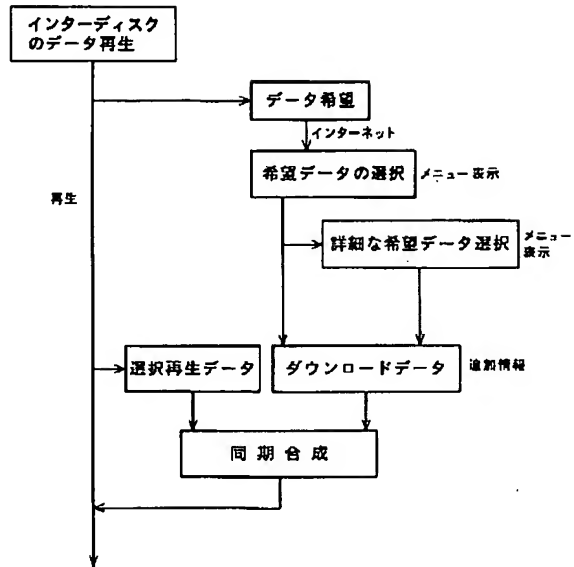 インターディスク
のデータ再生
データ希望
インターネット
希望データの選択
メニュー表示
再生
詳細な希望データ選択
メニュー
表示
選択再生データ
ダウンロードデータ
追加情報
同期合成